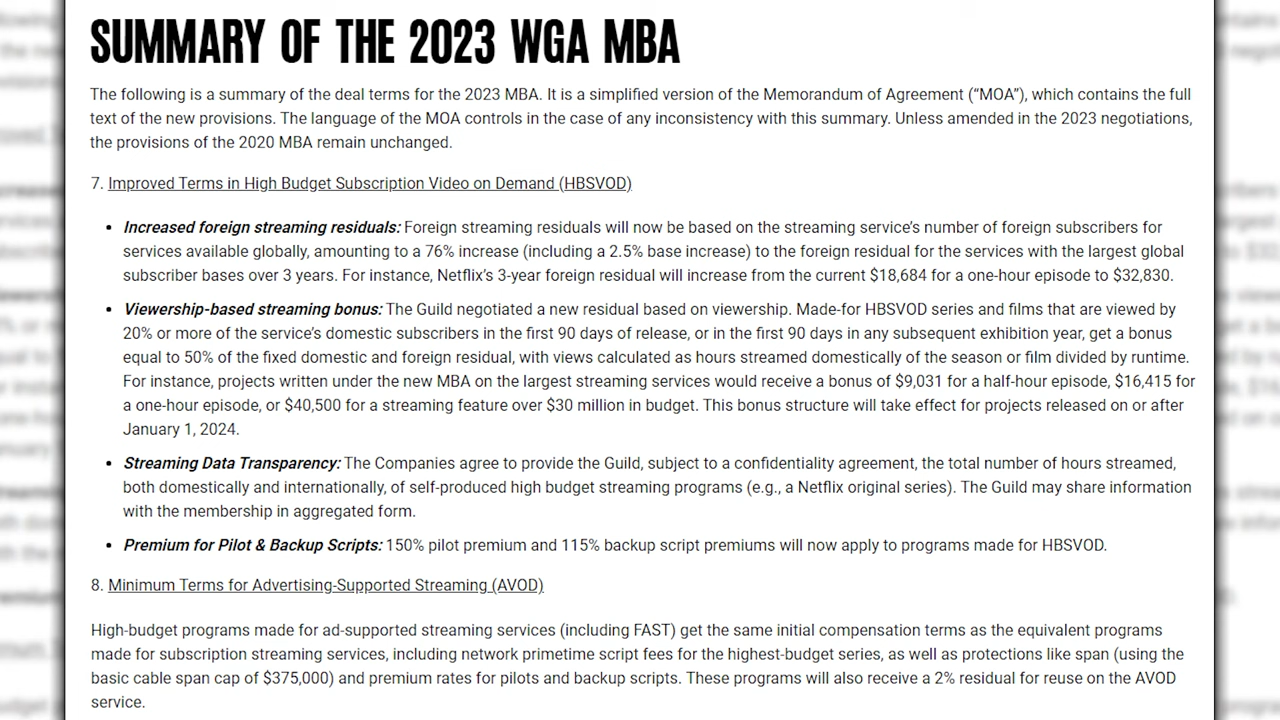 SUMMARY OF THE 2023 WGA MBA
The following is a summary of the deal terms for the 2023 MBA. It is a simplified version of the Memorandum of Agreement (“MOA”), which contains the full
text of the new provisions. The language of the MOA controls in the case of any inconsistency with this summary. Unless amended in the 2023 negotiations,
the provisions of the 2020 MBA remain unchanged.
7. Improved Terms in High Budget Subscription Video on Demand (HBSVOD)
• Increased foreign streaming residuals: Foreign streaming residuals will now be based on the streaming service’s number of foreign subscribers for
services available globally, amounting to a 76% increase (including a 2.5% base increase) to the foreign residual for the services with the largest global
subscriber bases over 3 years. For instance, Netflix’s 3-year foreign residual will increase from the current $18,684 for a one-hour episode to $32,830.
• Viewership-based streaming bonus: The Guild negotiated a new residual based on viewership. Made-for HBSVOD series and films that are viewed by
20% or more of the service’s domestic subscribers in the first 90 days of release, or in the first 90 days in any subsequent exhibition year, get a bonus
equal to 50% of the fixed domestic and foreign residual, with views calculated as hours streamed domestically of the season or film divided by runtime.
For instance, projects written under the new MBA on the largest streaming services would receive a bonus of $9,031 for a half-hour episode, $16,415 for
a one-hour episode, or $40,500 for a streaming feature over $30 million in budget. This bonus structure will take effect for projects released on or after
January 1, 2024.
• Streaming Data Transparency: The Companies agree to provide the Guild, subject to a confidentiality agreement, the total number of hours streamed,
both domestically and internationally, of self-produced high budget streaming programs (e.g., a Netflix original series). The Guild may share information
with the membership in aggregated form.
• Premium for Pilot & Backup Scripts: 150% pilot premium and 115% backup script premiums will now apply to programs made for HBSVOD.
8. Minimum Terms for Advertising-Supported Streaming (AVOD)
High-budget programs made for ad-supported streaming services (including FAST) get the same initial compensation terms as the equivalent programs
made for subscription streaming services, including network primetime script fees for the highest-budget series, as well as protections like span (using the
basic cable span cap of $375,000) and premium rates for pilots and backup scripts. These programs will also receive a 2% residual for reuse on the AVOD
service.